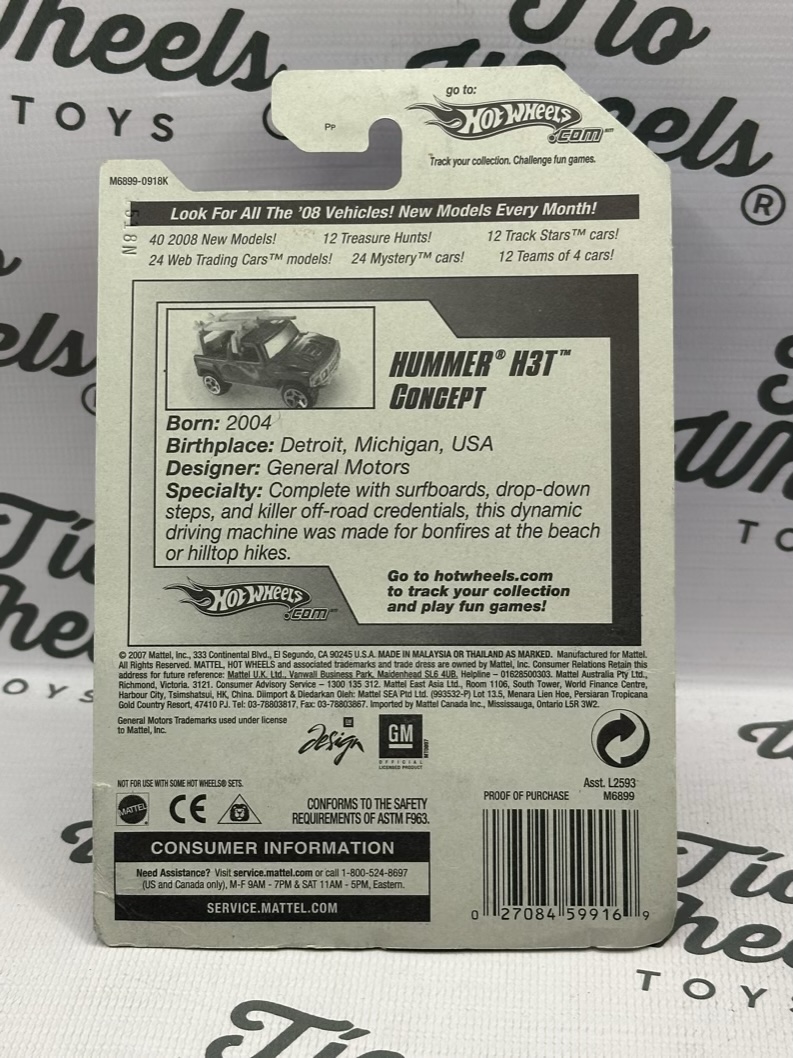 Tio
Wheels
TOYS
go to:
HOT WHEELS
.COM™
Track your collection. Challenge fun games.
Pp
M6899-0918K
Look For All The '08 Vehicles! New Models Every Month!
40 2008 New Models! 12 Treasure Hunts! 12 Track Stars™ cars!
24 Web Trading Cars™ models! 24 Mystery™ cars! 12 Teams of 4 cars!
HUMMER® H3T™
CONCEPT
Born: 2004
Birthplace: Detroit, Michigan, USA
Designer: General Motors
Specialty: Complete with surfboards, drop-down
steps, and killer off-road credentials, this dynamic
driving machine was made for bonfires at the beach
or hilltop hikes.
HOT WHEELS
.COM™
Go to hotwheels.com
to track your collection
and play fun games!
© 2007 Mattel, Inc., 333 Continental Blvd., El Segundo, CA 90245 U.S.A. MADE IN MALAYSIA OR THAILAND AS MARKED. Manufactured for Mattel.
All Rights Reserved. MATTEL, HOT WHEELS and associated trademarks and trade dress are owned by Mattel, Inc. Consumer Relations Retain this
address for future reference: Mattel U.K. Ltd., Vanwall Business Park, Maidenhead SL6 4UB. Helpline – 01628500303. Mattel Australia Pty Ltd.,
Richmond, Victoria. 3121. Consumer Advisory Service – 1300 135 312. Mattel East Asia Ltd., Room 1106, South Tower, World Finance Centre,
Harbour City, Tsimshatsui, HK, China. Diimport & Diedarkan Oleh: Mattel SEA Ptd Ltd. (993532-P) Lot 13.5, Menara Lien Hoe, Persiaran Tropicana
Gold Country Resort, 47410 PJ. Tel: 03-78803817, Fax: 03-78803867. Imported by Mattel Canada Inc., Mississauga, Ontario L5R 3W2.
General Motors Trademarks used under license
to Mattel, Inc.
GM
design
GM
OFFICIAL
LICENSED PRODUCT
Asst. L2593
NOT FOR USE WITH SOME HOT WHEELS® SETS.
PROOF OF PURCHASE M6899
MATTEL
CE
CONFORMS TO THE SAFETY
REQUIREMENTS OF ASTM F963.
CONSUMER INFORMATION
Need Assistance? Visit service.mattel.com or call 1-800-524-8697
(US and Canada only), M-F 9AM - 7PM & SAT 11AM - 5PM, Eastern.
SERVICE.MATTEL.COM
0 27084 59916 9